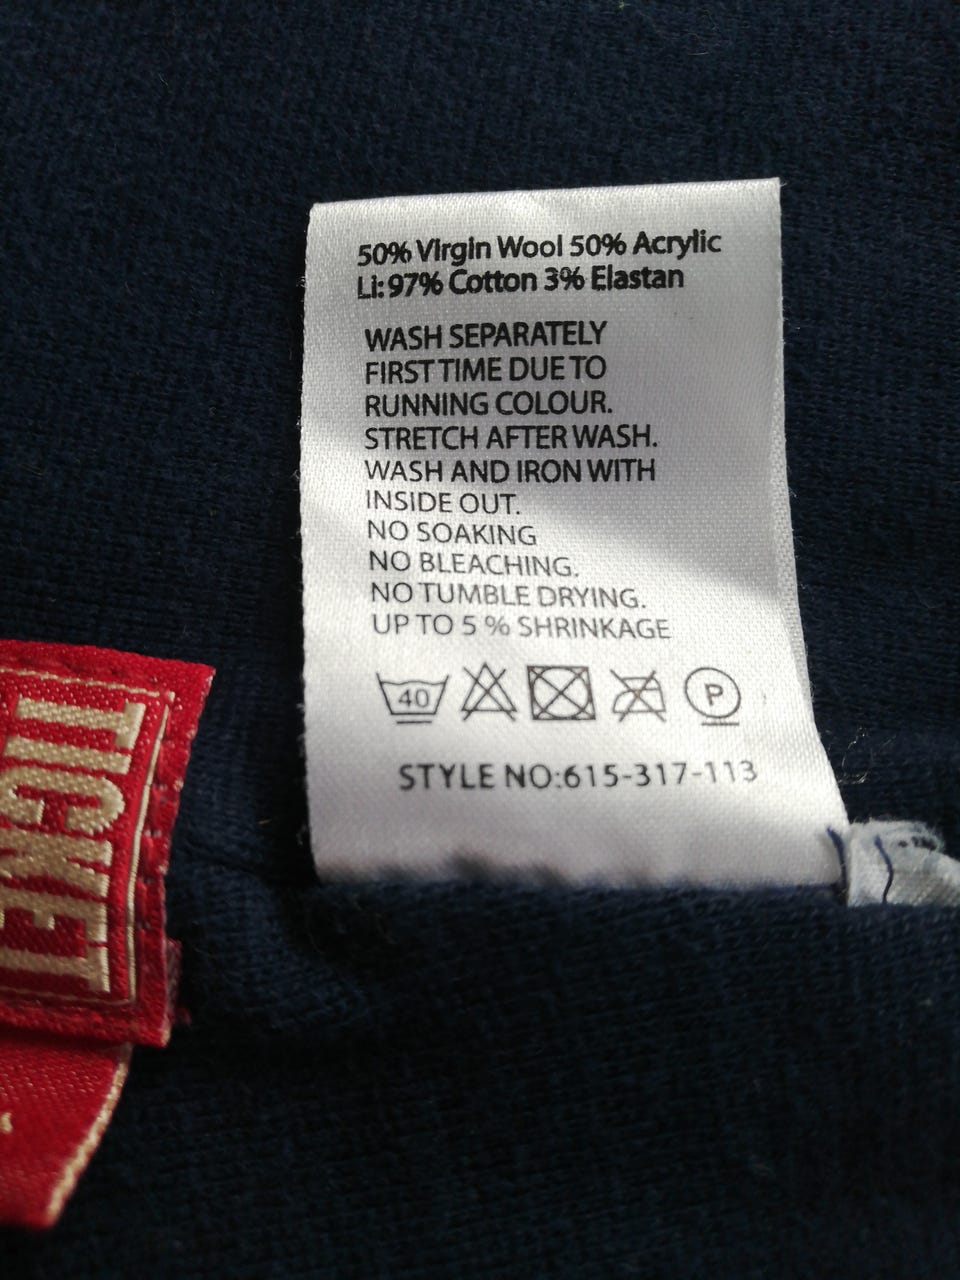 50% Virgin Wool 50% Acrylic
Li: 97% Cotton 3% Elastan
WASH SEPARATELY
FIRST TIME DUE TO
RUNNING COLOUR.
STRETCH AFTER WASH.
WASH AND IRON WITH
INSIDE OUT.
NO SOAKING
NO BLEACHING.
NO TUMBLE DRYING.
UP TO 5 % SHRINKAGE
40
P
STYLE NO:615-317-113
TICKET